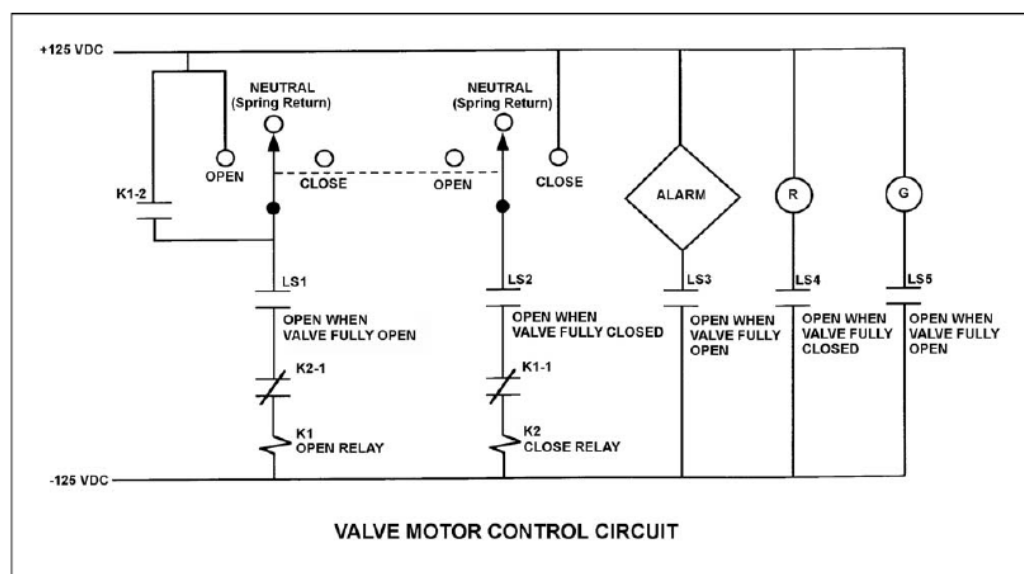 +125 VDC
NEUTRAL
(Spring Return)
NEUTRAL
(Spring Return)
OPEN
CLOSE
OPEN
CLOSE
K1-2
ALARM
R
G
LS1
OPEN WHEN
VALVE FULLY OPEN
LS2
OPEN WHEN
VALVE FULLY CLOSED
LS3
OPEN WHEN
VALVE FULLY
OPEN
LS4
OPEN WHEN
VALVE FULLY
CLOSED
LS5
OPEN WHEN
VALVE FULLY
OPEN
K2-1
K1-1
K1
OPEN RELAY
K2
CLOSE RELAY
-125 VDC
VALVE MOTOR CONTROL CIRCUIT